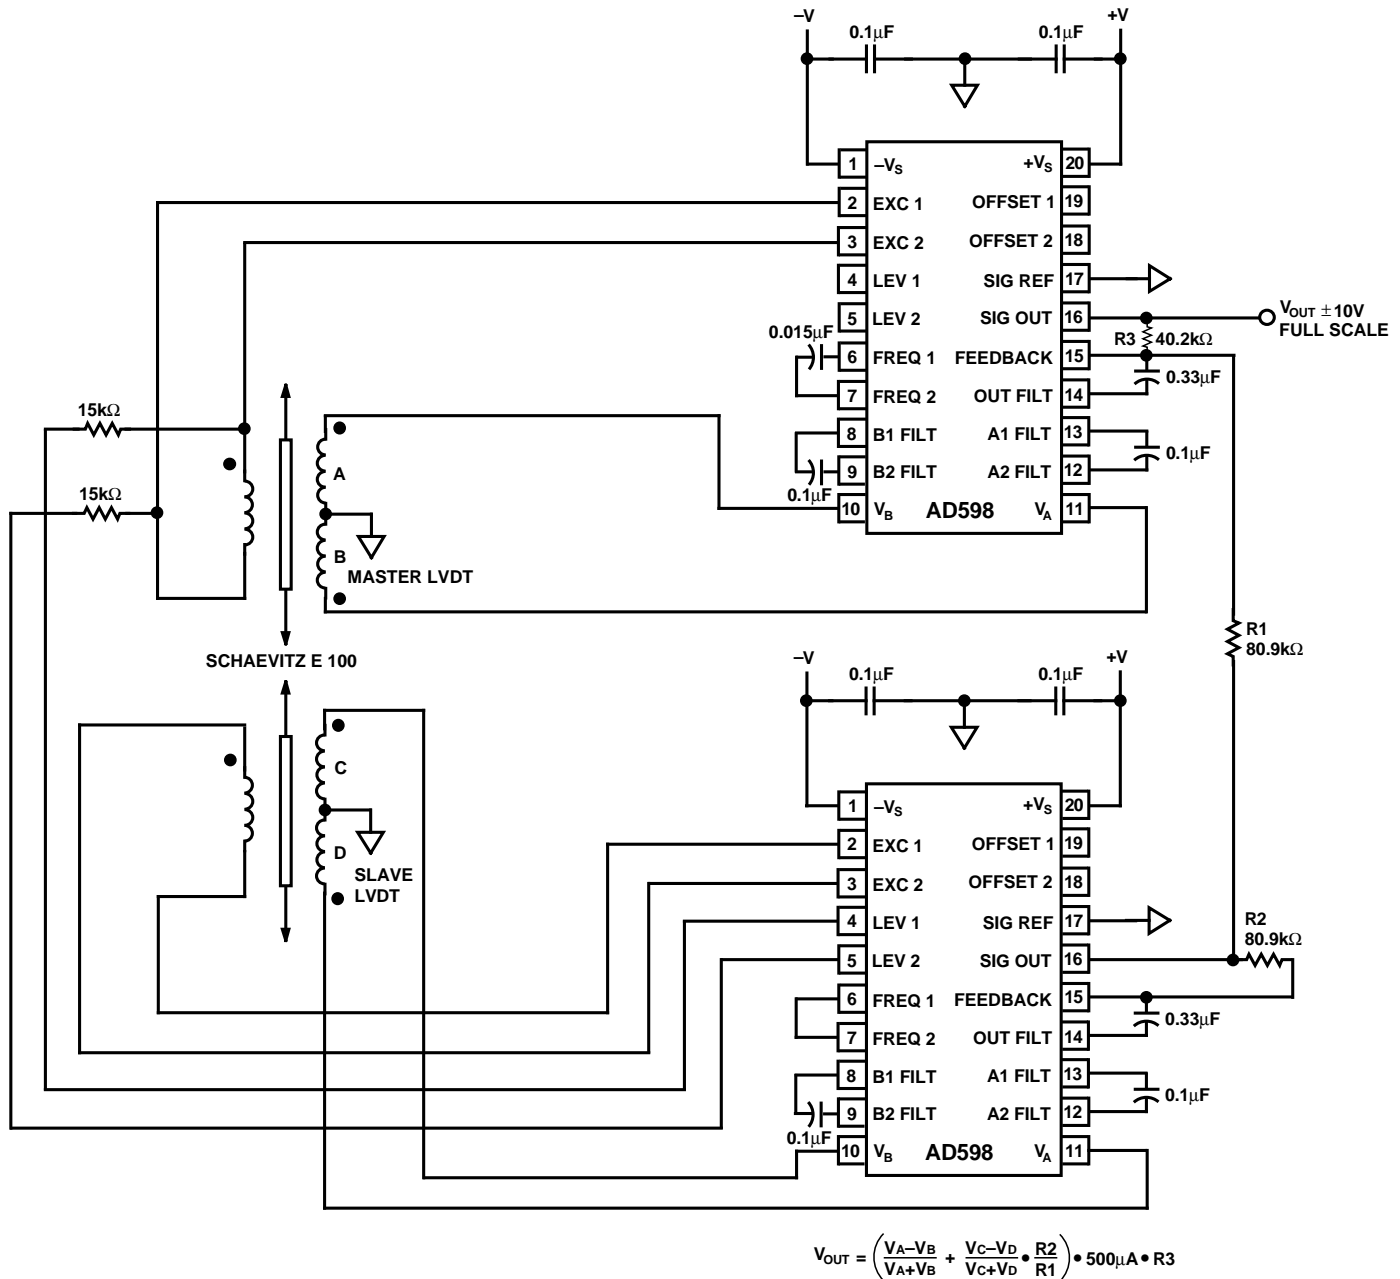 –V
+V
0.1µF
0.1µF
1
–VS
+VS
20
2
EXC 1
OFFSET 1
19
3
EXC 2
OFFSET 2
18
4
LEV 1
SIG REF
17
5
LEV 2
SIG OUT
16
VOUT ±10V
FULL SCALE
R3
40.2kΩ
0.015µF
6
FREQ 1
FEEDBACK
15
0.33µF
7
FREQ 2
OUT FILT
14
8
B1 FILT
A1 FILT
13
0.1µF
9
B2 FILT
A2 FILT
12
0.1µF
10
VB
AD598
VA
11
15kΩ
15kΩ
A
B
MASTER LVDT
SCHAEVITZ E 100
R1
80.9kΩ
–V
+V
0.1µF
0.1µF
C
D
SLAVE
LVDT
1
–VS
+VS
20
2
EXC 1
OFFSET 1
19
3
EXC 2
OFFSET 2
18
4
LEV 1
SIG REF
17
R2
80.9kΩ
5
LEV 2
SIG OUT
16
6
FREQ 1
FEEDBACK
15
0.33µF
7
FREQ 2
OUT FILT
14
8
B1 FILT
A1 FILT
13
0.1µF
9
B2 FILT
A2 FILT
12
0.1µF
10
VB
AD598
VA
11
VOUT = (VA–VB/VA+VB + VC–VD/VC+VD • R2/R1) • 500µA • R3